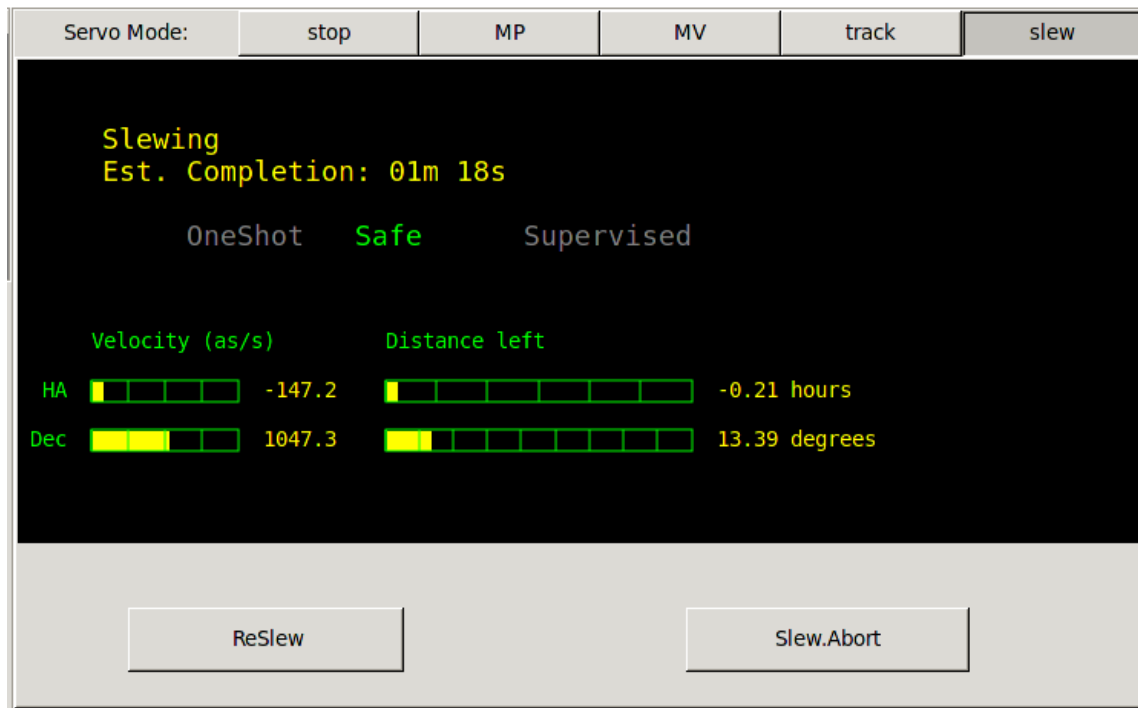 Servo Mode: stop MP MV track slew
Slewing
Est. Completion: 01m 18s
OneShot Safe Supervised
Velocity (as/s) Distance left
HA -147.2 -0.21 hours
Dec 1047.3 13.39 degrees
ReSlew Slew.Abort